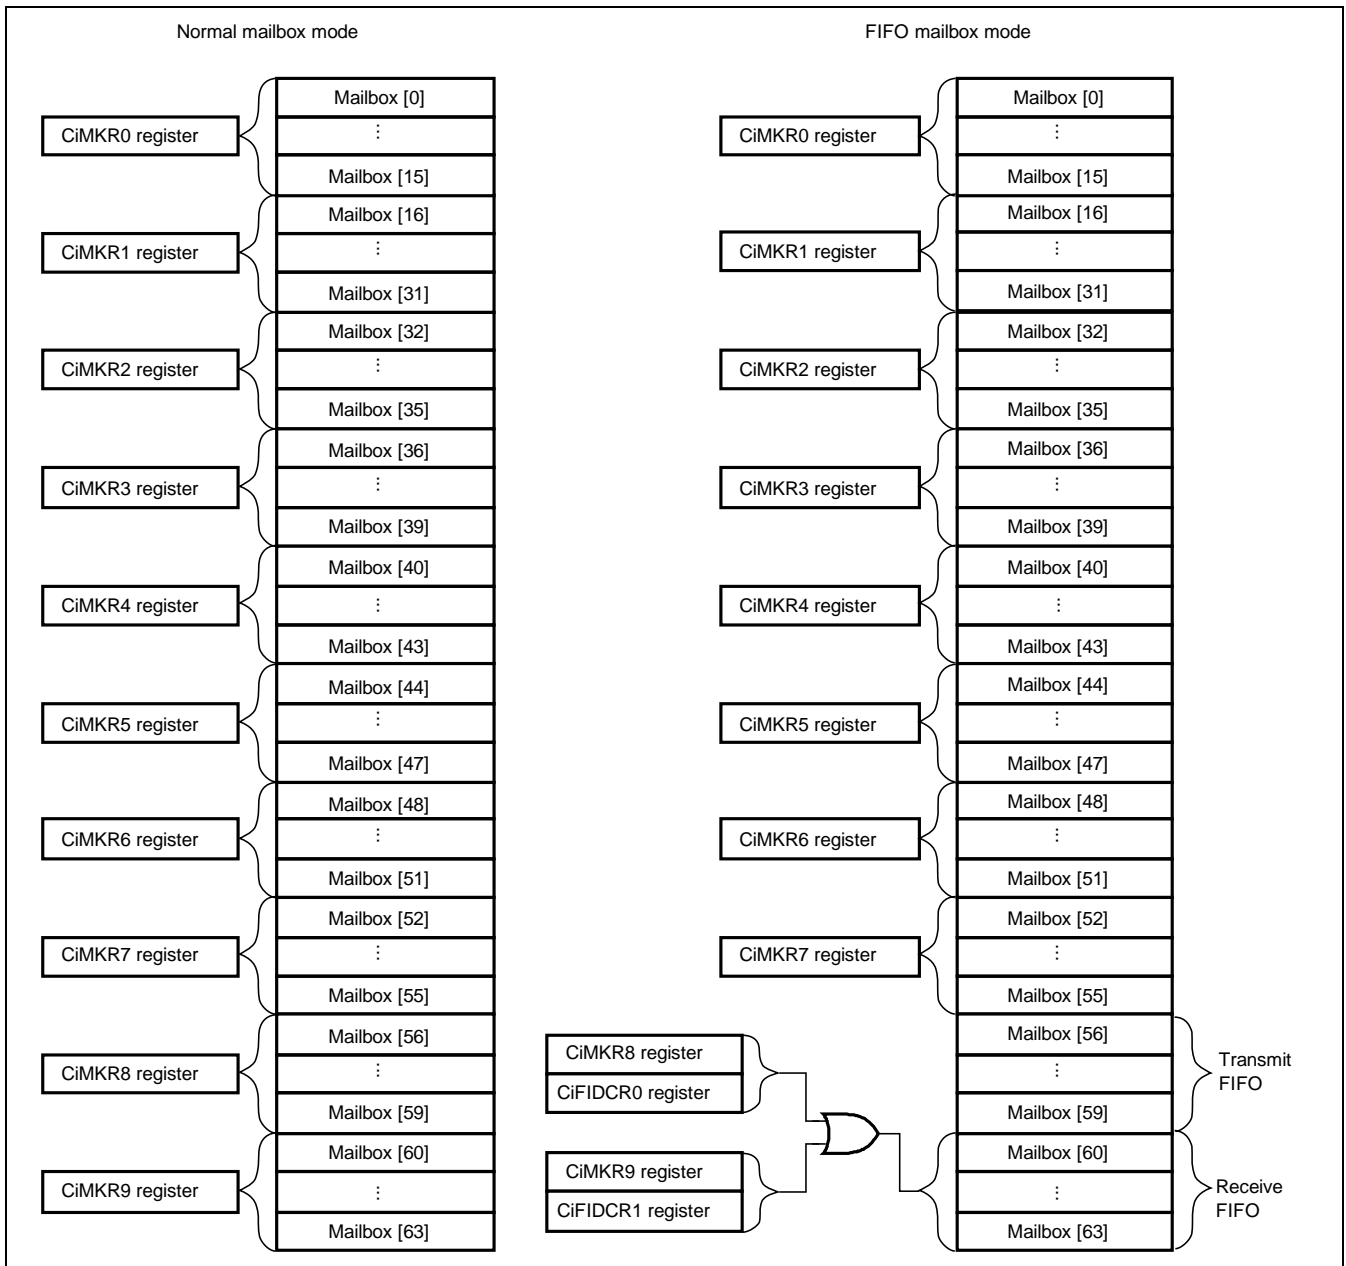 Normal mailbox mode
CiMKR0 register
Mailbox [0]
⋮
Mailbox [15]
CiMKR1 register
Mailbox [16]
⋮
Mailbox [31]
CiMKR2 register
Mailbox [32]
⋮
Mailbox [35]
CiMKR3 register
Mailbox [36]
⋮
Mailbox [39]
CiMKR4 register
Mailbox [40]
⋮
Mailbox [43]
CiMKR5 register
Mailbox [44]
⋮
Mailbox [47]
CiMKR6 register
Mailbox [48]
⋮
Mailbox [51]
CiMKR7 register
Mailbox [52]
⋮
Mailbox [55]
CiMKR8 register
Mailbox [56]
⋮
Mailbox [59]
CiMKR9 register
Mailbox [60]
⋮
Mailbox [63]
FIFO mailbox mode
CiMKR0 register
Mailbox [0]
⋮
Mailbox [15]
CiMKR1 register
Mailbox [16]
⋮
Mailbox [31]
CiMKR2 register
Mailbox [32]
⋮
Mailbox [35]
CiMKR3 register
Mailbox [36]
⋮
Mailbox [39]
CiMKR4 register
Mailbox [40]
⋮
Mailbox [43]
CiMKR5 register
Mailbox [44]
⋮
Mailbox [47]
CiMKR6 register
Mailbox [48]
⋮
Mailbox [51]
CiMKR7 register
Mailbox [52]
⋮
Mailbox [55]
CiMKR8 register
CiFIDCR0 register
Mailbox [56]
⋮
Mailbox [59]
Transmit
FIFO
CiMKR9 register
CiFIDCR1 register
Mailbox [60]
⋮
Mailbox [63]
Receive
FIFO